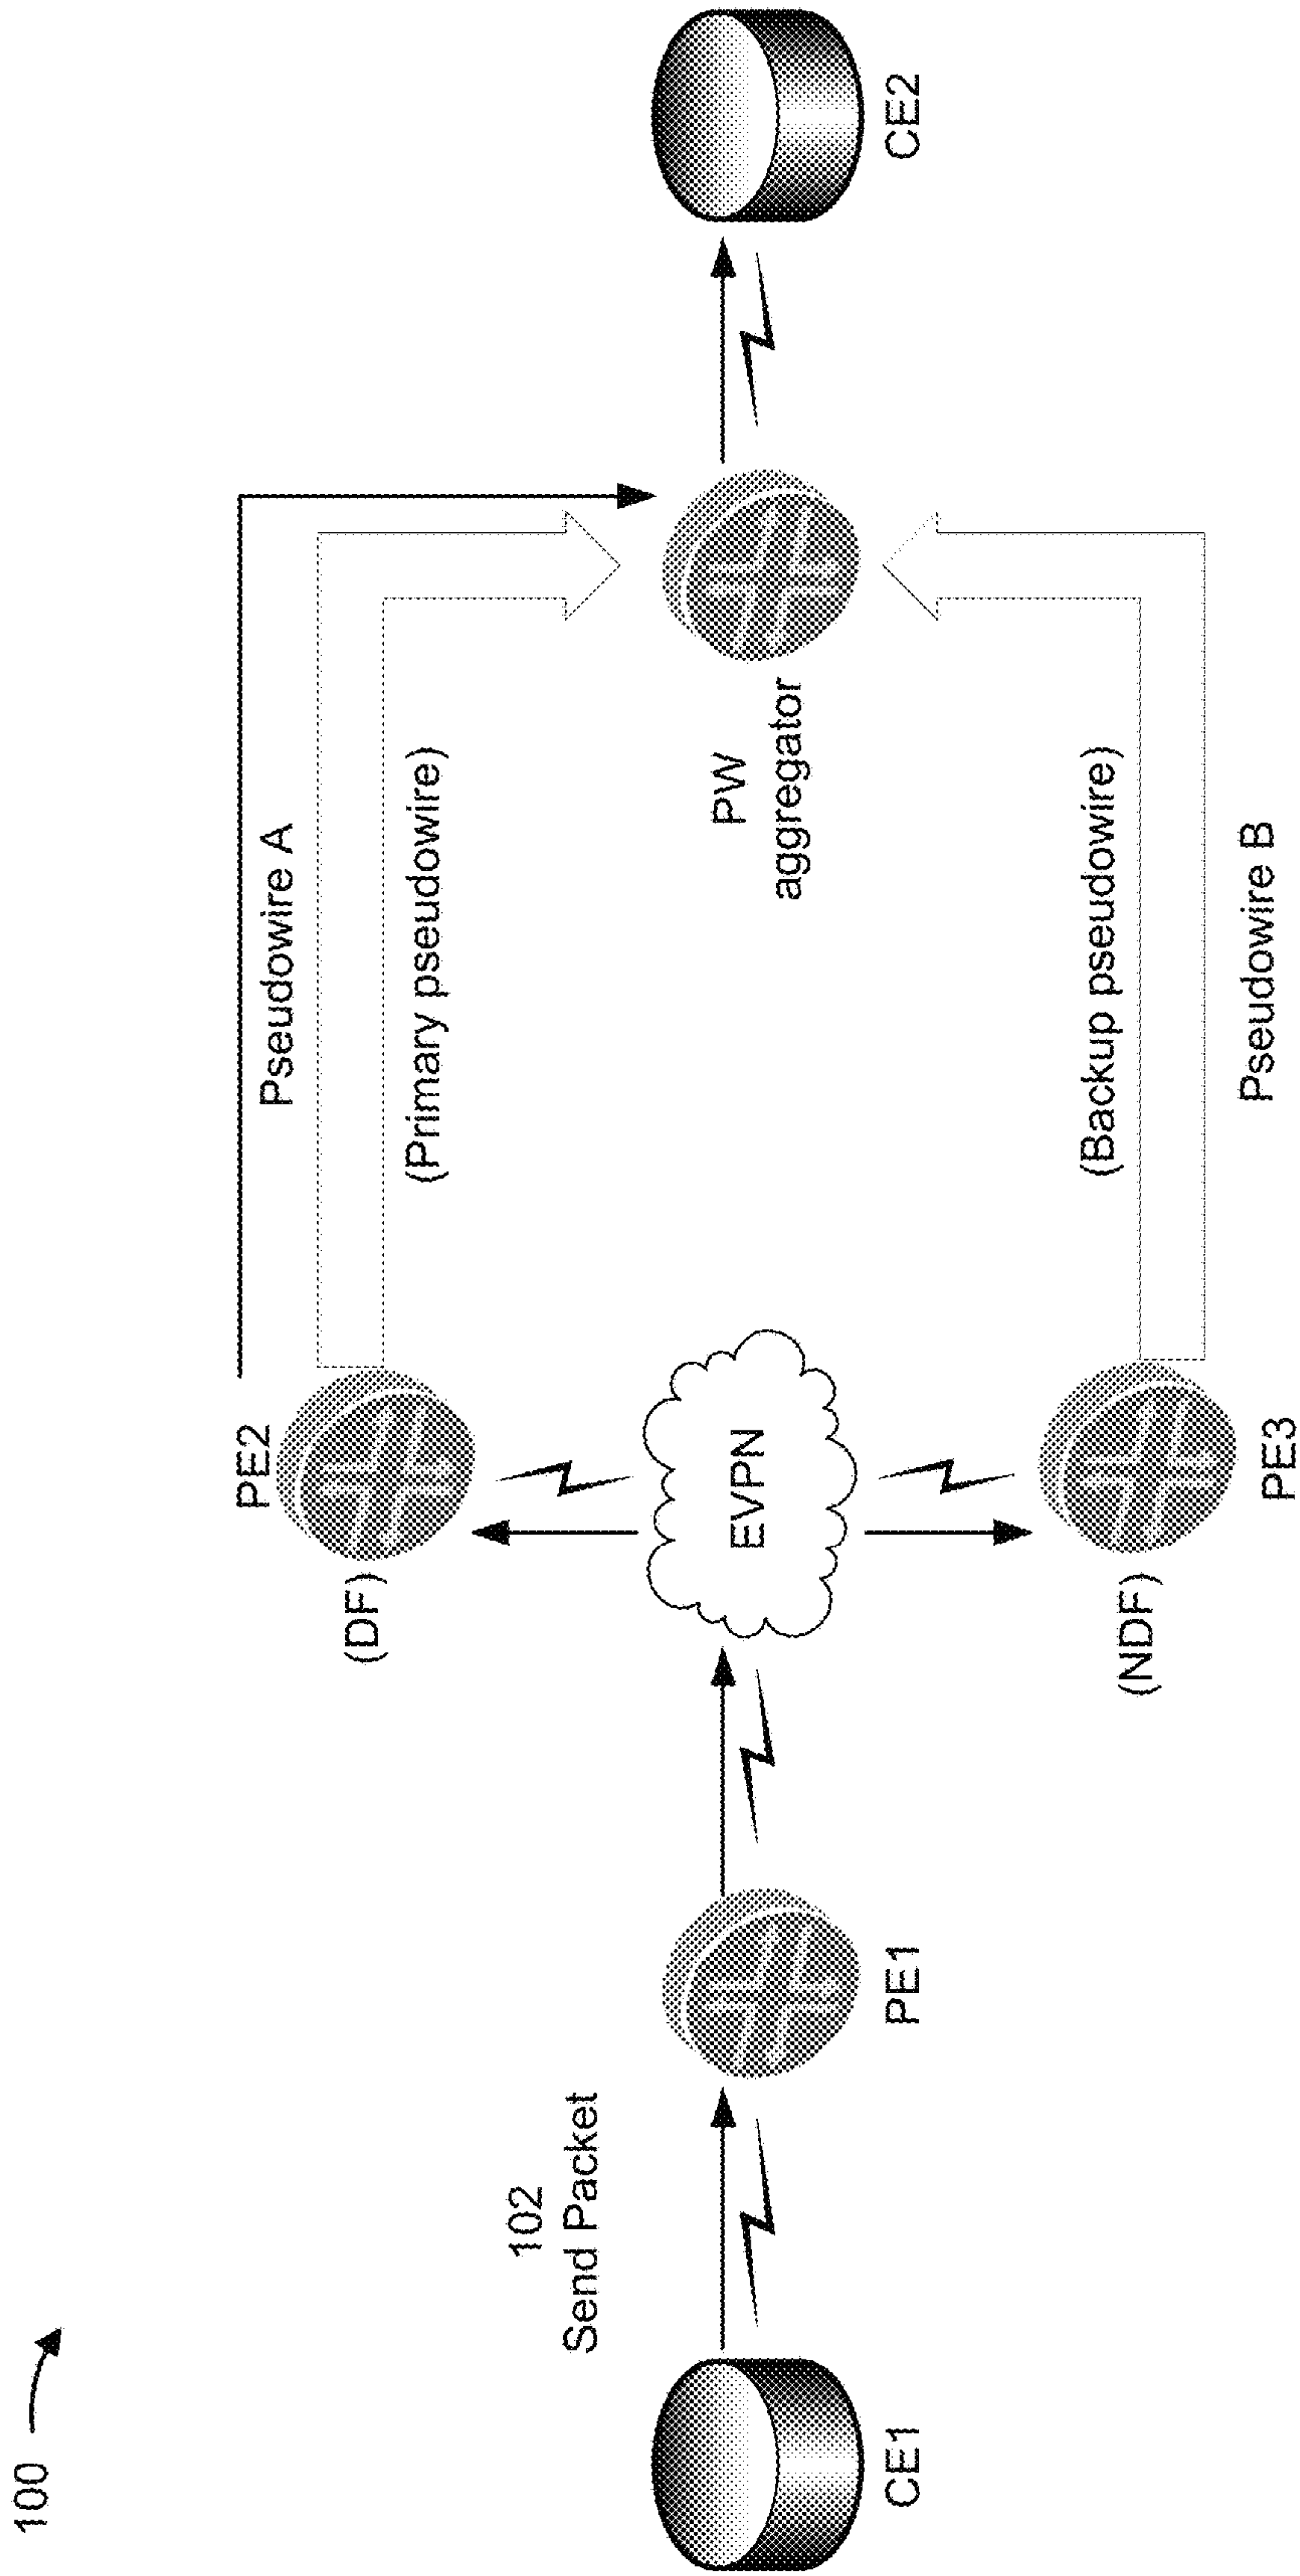 100
102
Send Packet
CE1
PE1
EVPN
PE2
(DF)
(NDF)
PE3
Pseudowire A
(Primary pseudowire)
(Backup pseudowire)
Pseudowire B
PW
aggregator
CE2